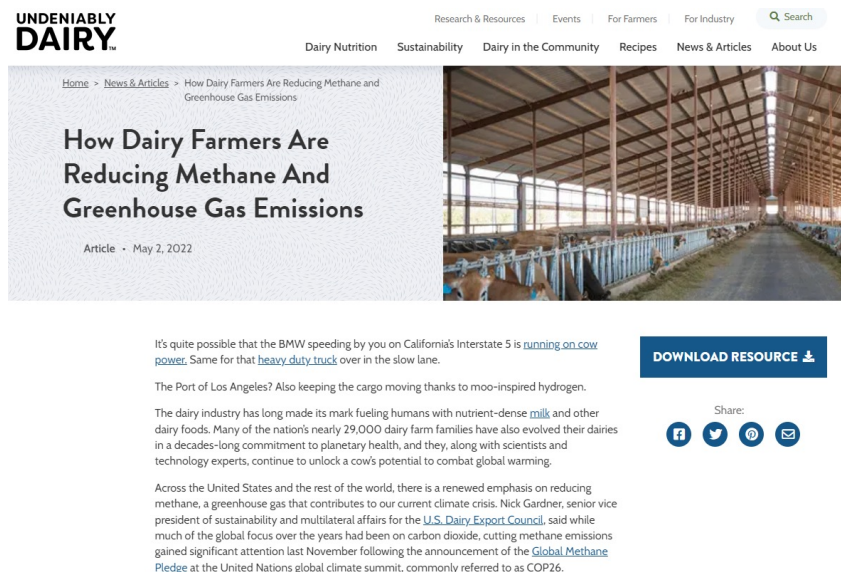 UNDENIABLY
DAIRY™
Research & Resources
Events
For Farmers
For Industry
Search
Dairy Nutrition
Sustainability
Dairy in the Community
Recipes
News & Articles
About Us
Home > News & Articles > How Dairy Farmers Are Reducing Methane and
Greenhouse Gas Emissions
How Dairy Farmers Are
Reducing Methane And
Greenhouse Gas Emissions
Article • May 2, 2022
It's quite possible that the BMW speeding by you on California's Interstate 5 is running on cow
power. Same for that heavy duty truck over in the slow lane.
The Port of Los Angeles? Also keeping the cargo moving thanks to moo-inspired hydrogen.
The dairy industry has long made its mark fueling humans with nutrient-dense milk and other
dairy foods. Many of the nation's nearly 29,000 dairy farm families have also evolved their dairies
in a decades-long commitment to planetary health, and they, along with scientists and
technology experts, continue to unlock a cow's potential to combat global warming.
Across the United States and the rest of the world, there is a renewed emphasis on reducing
methane, a greenhouse gas that contributes to our current climate crisis. Nick Gardner, senior vice
president of sustainability and multilateral affairs for the U.S. Dairy Export Council, said while
much of the global focus over the years had been on carbon dioxide, cutting methane emissions
gained significant attention last November following the announcement of the Global Methane
Pledge at the United Nations global climate summit, commonly referred to as COP26.
DOWNLOAD RESOURCE
Share: